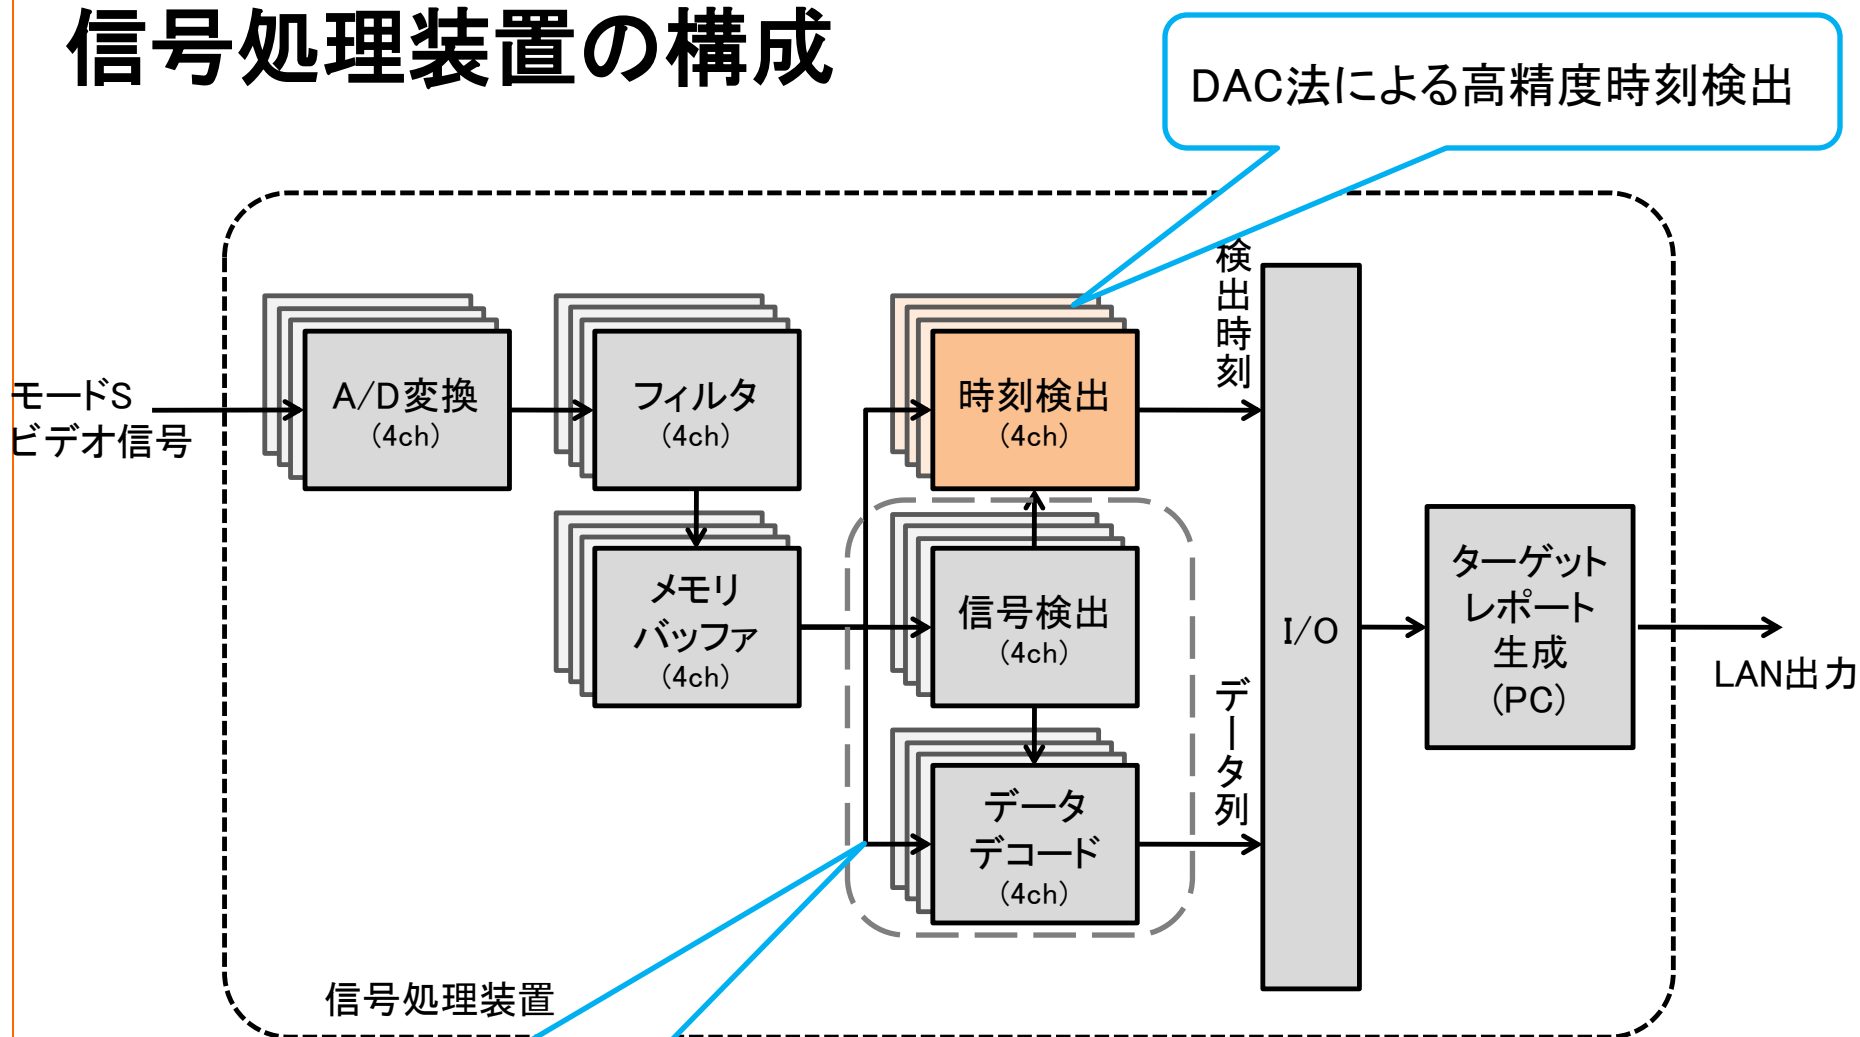 信号処理装置の構成
DAC法による高精度時刻検出
モードS
ビデオ信号
A/D変換
(4ch)
フィルタ
(4ch)
時刻検出
(4ch)
検出時刻
メモリ
バッファ
(4ch)
信号検出
(4ch)
データ
デコード
(4ch)
データ列
I/O
ターゲット
レポート
生成
(PC)
LAN出力
信号処理装置